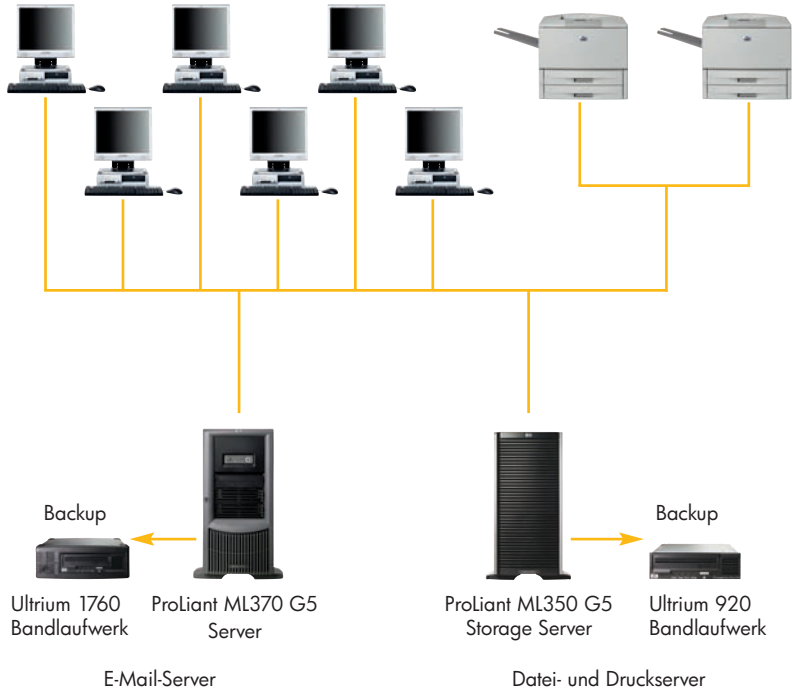 Backup
Backup
Ultrium 1760
Bandlaufwerk
ProLiant ML370 G5
Server
ProLiant ML350 G5
Storage Server
Ultrium 920
Bandlaufwerk
E-Mail-Server
Datei- und Druckserver